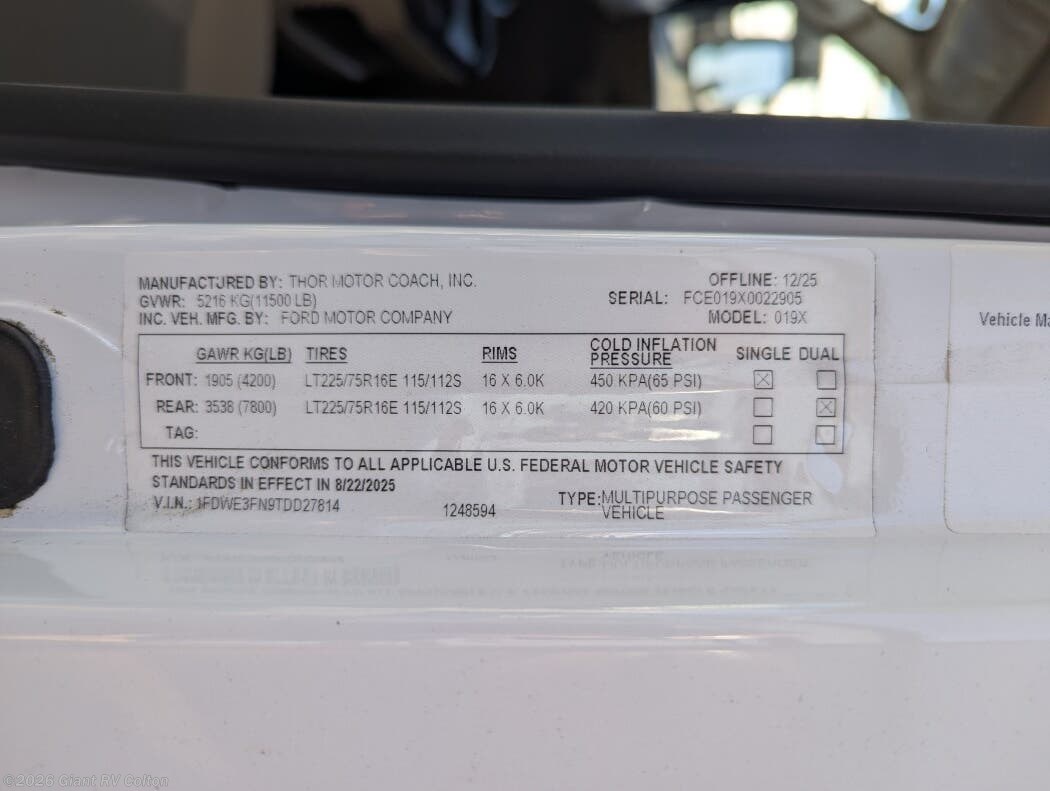 MANUFACTURED BY: THOR MOTOR COACH, INC. OFFLINE: 12/25
GVWR: 5216 KG(11500 LB) SERIAL: FCE019X0022905
INC. VEH. MFG. BY: FORD MOTOR COMPANY MODEL: 019X
GAWR KG(LB) TIRES RIMS COLD INFLATION PRESSURE SINGLE DUAL
FRONT: 1905 (4200) LT225/75R16E 115/112S 16 X 6.0K 450 KPA(65 PSI) ☒ ☐
REAR: 3538 (7800) LT225/75R16E 115/112S 16 X 6.0K 420 KPA(60 PSI) ☐ ☒
TAG: ☐ ☐
THIS VEHICLE CONFORMS TO ALL APPLICABLE U.S. FEDERAL MOTOR VEHICLE SAFETY
STANDARDS IN EFFECT IN 8/22/2025
V.I.N.: 1FDWE3FN9TDD27814 1248594 TYPE: MULTIPURPOSE PASSENGER
VEHICLE
Vehicle Ma
©2026 Giant RV Colton